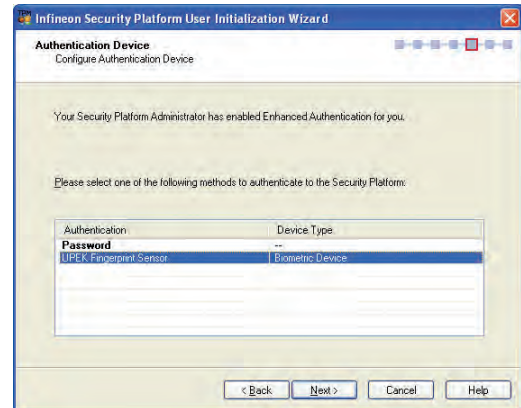 Infineon Security Platform User Initialization Wizard
Authentication Device
Configure Authentication Device
Your Security Platform Administrator has enabled Enhanced Authentication for you.
Please select one of the following methods to authenticate to the Security Platform:
Authentication Device Type
Password --
UPEK Fingerprint Sensor Biometric Device
< Back Next > Cancel Help